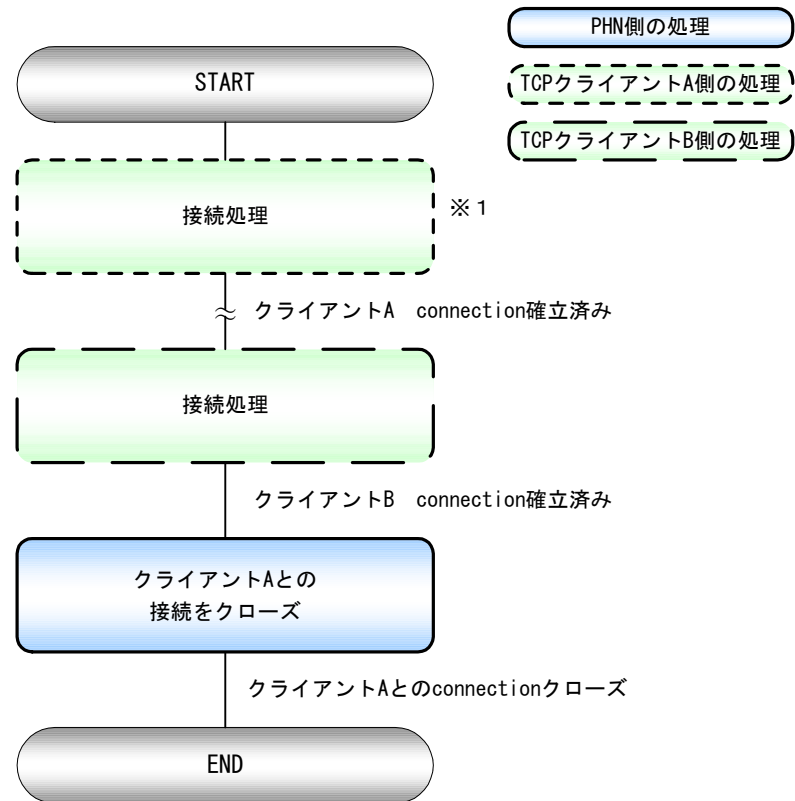 PHN側の処理
TCPクライアントA側の処理
TCPクライアントB側の処理
START
接続処理
※1
クライアントA　connection確立済み
接続処理
クライアントB　connection確立済み
クライアントAとの
接続をクローズ
クライアントAとのconnectionクローズ
END